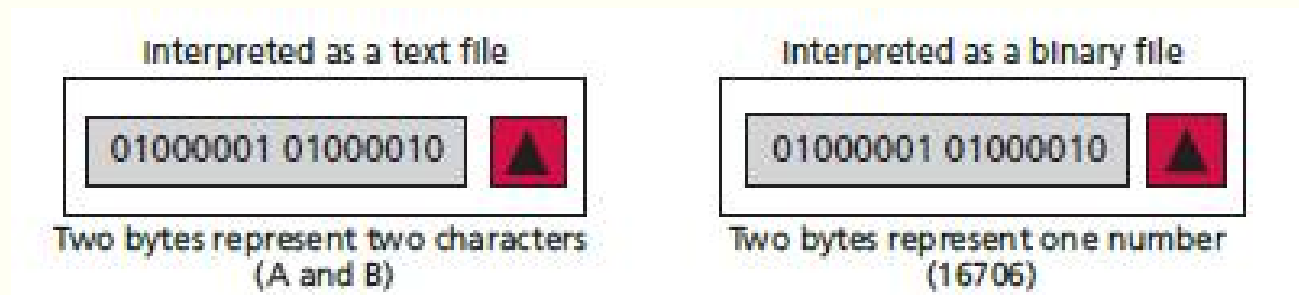 Interpreted as a text file
01000001 01000010
Two bytes represent two characters
(A and B)
Interpreted as a binary file
01000001 01000010
Two bytes represent one number
(16706)